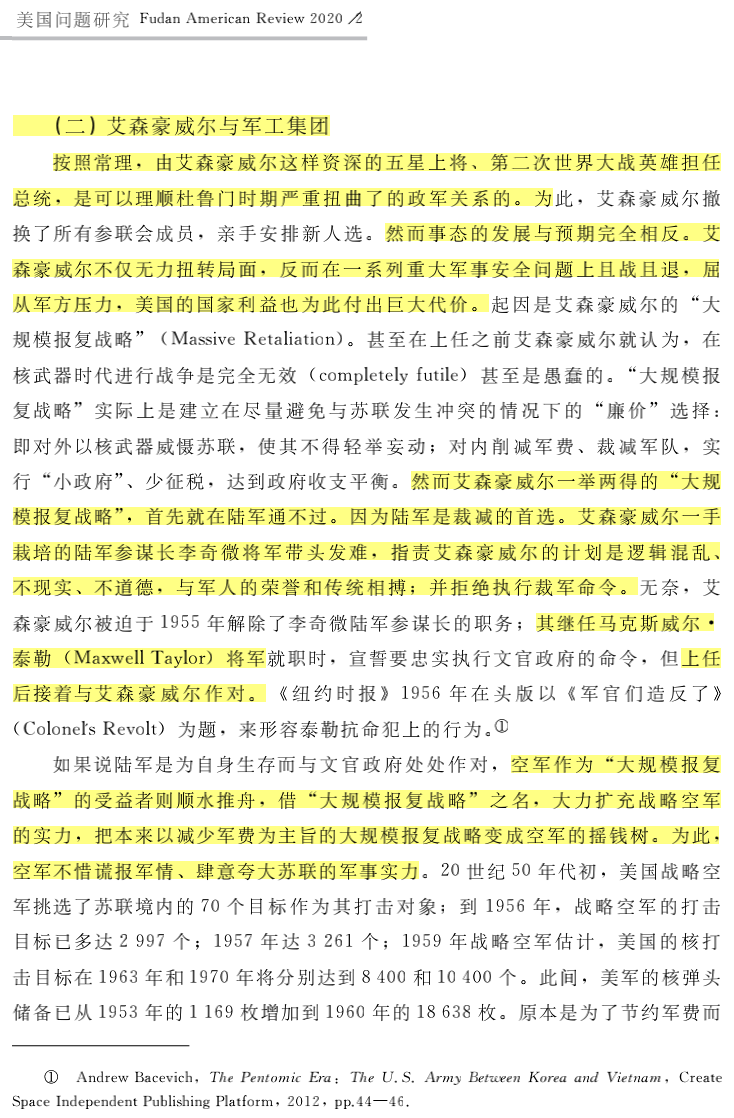 美国问题研究 Fudan American Review 2020／2
（二）艾森豪威尔与军工集团
按照常理，由艾森豪威尔这样资深的五星上将、第二次世界大战英雄担任
总统，是可以理顺杜鲁门时期严重扭曲了的政军关系的。为此，艾森豪威尔撤
换了所有参联会成员，亲手安排新人选。然而事态的发展与预期完全相反。艾
森豪威尔不仅无力扭转局面，反而在一系列重大军事安全问题上且战且退，屈
从军方压力，美国的国家利益也为此付出巨大代价。起因是艾森豪威尔的“大
规模报复战略”（Massive Retaliation）。甚至在上任之前艾森豪威尔就认为，在
核武器时代进行战争是完全无效（completely futile）甚至是愚蠢的。“大规模报
复战略”实际上是建立在尽量避免与苏联发生冲突的情况下的“廉价”选择：
即对外以核武器威慑苏联，使其不得轻举妄动；对内削减军费、裁减军队，实
行“小政府”、少征税，达到政府收支平衡。然而艾森豪威尔一举两得的“大规
模报复战略”，首先就在陆军通不过。因为陆军是裁减的首选。艾森豪威尔一手
栽培的陆军参谋长李奇微将军带头发难，指责艾森豪威尔的计划是逻辑混乱、
不现实、不道德，与军人的荣誉和传统相搏；并拒绝执行裁军命令。无奈，艾
森豪威尔被迫于 1955 年解除了李奇微陆军参谋长的职务；其继任马克斯威尔·
泰勒（Maxwell Taylor）将军就职时，宣誓要忠实执行文官政府的命令，但上任
后接着与艾森豪威尔作对。《纽约时报》1956 年在头版以《军官们造反了》
（Colonel's Revolt）为题，来形容泰勒抗命犯上的行为。①
如果说陆军是为自身生存而与文官政府处处作对，空军作为“大规模报复
战略”的受益者则顺水推舟，借“大规模报复战略”之名，大力扩充战略空军
的实力，把本来以减少军费为主旨的大规模报复战略变成空军的摇钱树。为此，
空军不惜谎报军情、肆意夸大苏联的军事实力。20 世纪 50 年代初，美国战略空
军挑选了苏联境内的 70 个目标作为其打击对象；到 1956 年，战略空军的打击
目标已多达 2 997 个；1957 年达 3 261 个；1959 年战略空军估计，美国的核打
击目标在 1963 年和 1970 年将分别达到 8 400 和 10 400 个。此间，美军的核弹头
储备已从 1953 年的 1 169 枚增加到 1960 年的 18 638 枚。原本是为了节约军费而
① Andrew Bacevich, The Pentomic Era: The U.S. Army Between Korea and Vietnam, Create
Space Independent Publishing Platform, 2012, pp.44—46.